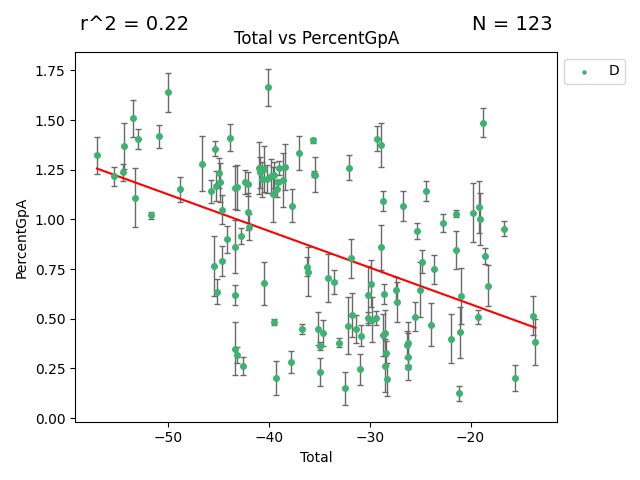 r^2 = 0.22
N = 123
Total vs PercentGpA
D
PercentGpA
1.75
1.50
1.25
1.00
0.75
0.50
0.25
0.00
−50
−40
−30
−20
Total